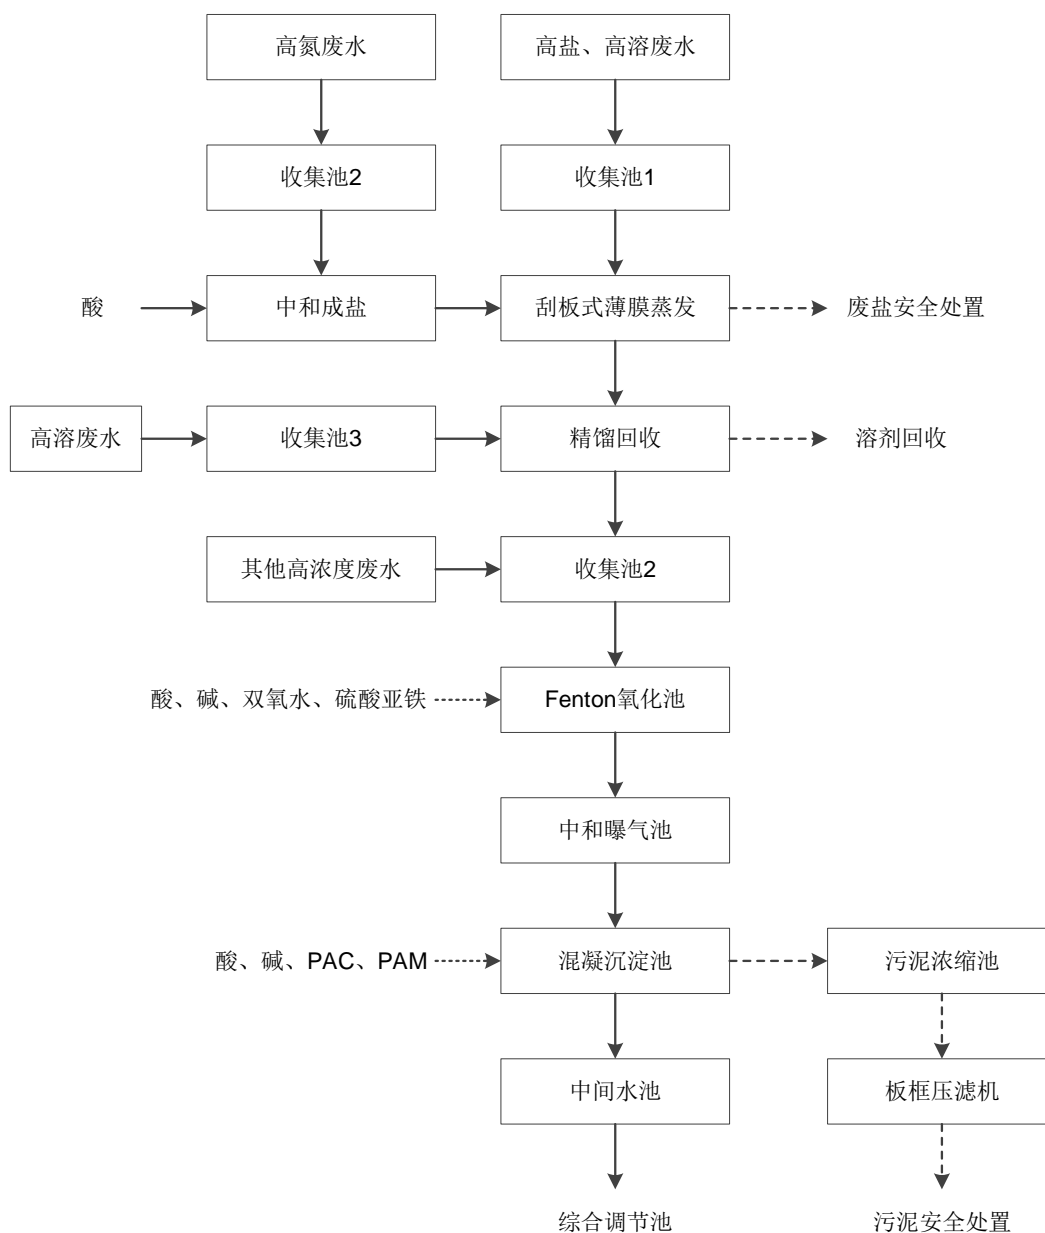 高氮废水
高盐、高溶废水
收集池2
收集池1
酸
中和成盐
刮板式薄膜蒸发
废盐安全处置
高溶废水
收集池3
精馏回收
溶剂回收
其他高浓度废水
收集池2
酸、碱、双氧水、硫酸亚铁
Fenton氧化池
中和曝气池
酸、碱、PAC、PAM
混凝沉淀池
污泥浓缩池
中间水池
板框压滤机
综合调节池
污泥安全处置